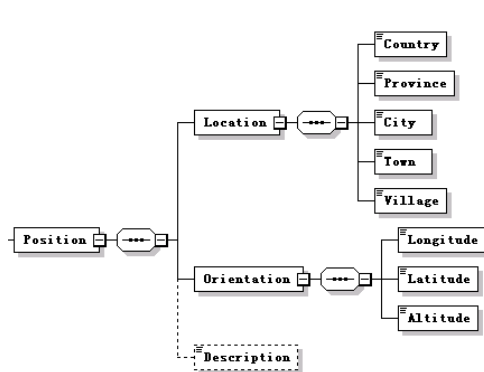 Country
Province
Location
City
Town
Village
Position
Longitude
Orientation
Latitude
Altitude
Description